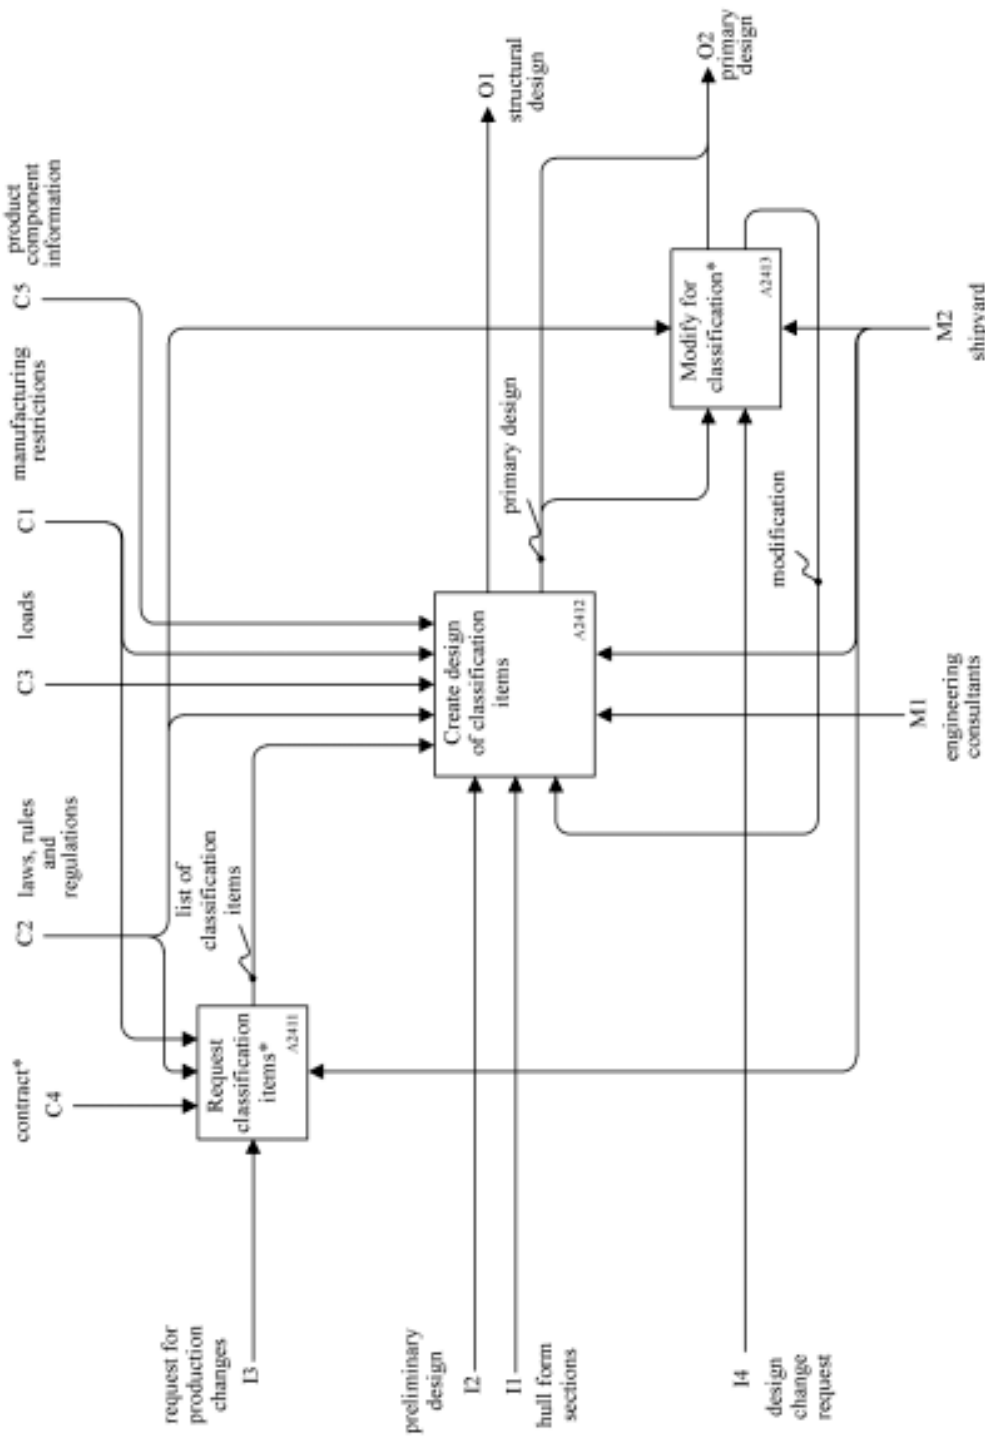 contract*
C4
C2
laws, rules
and
regulations
C3
loads
C1
manufacturing
restrictions
C5
product
component
information
request for
production
changes
I3
Request
classification
items*
A2411
list of
classification
items
preliminary
design
I2
I1
hull form
sections
Create design
of classification
items
A2412
O1
structural
design
primary design
I4
design
change
request
Modify for
classification*
A2413
O2
primary
design
modification
M1
engineering
consultants
M2
shipyard